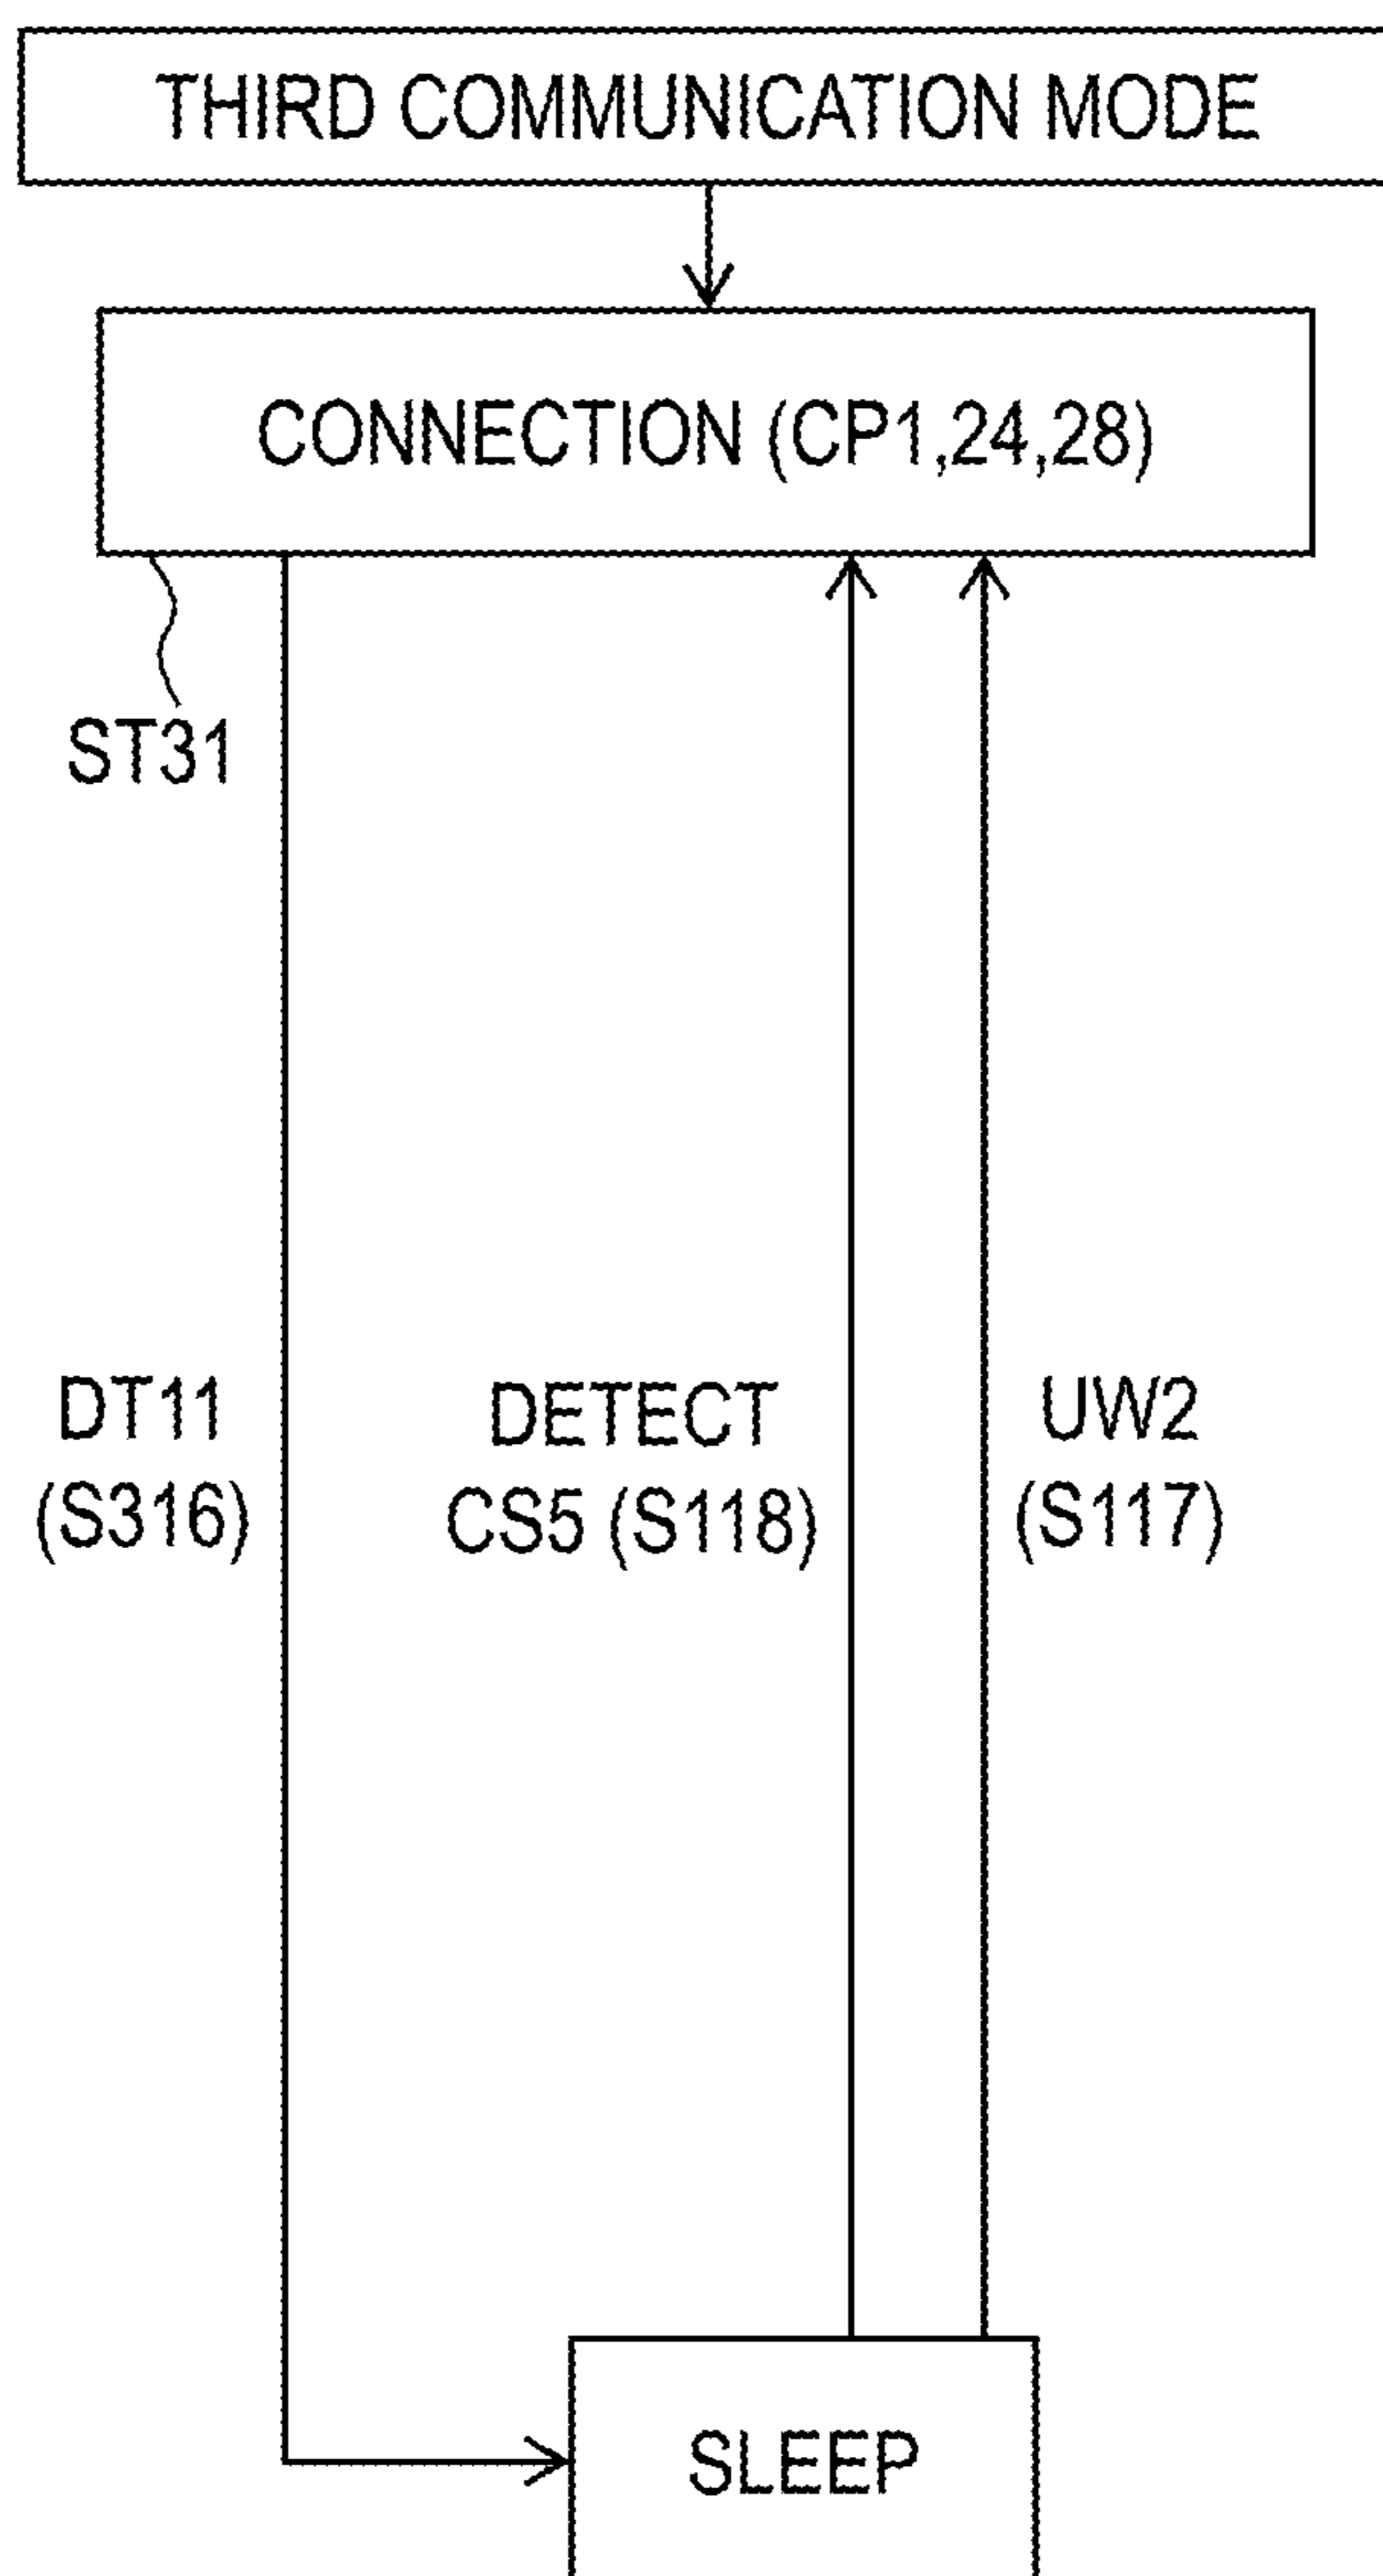 THIRD COMMUNICATION MODE
CONNECTION (CP1,24,28)
ST31
DT11
(S316)
DETECT
CS5 (S118)
UW2
(S117)
SLEEP